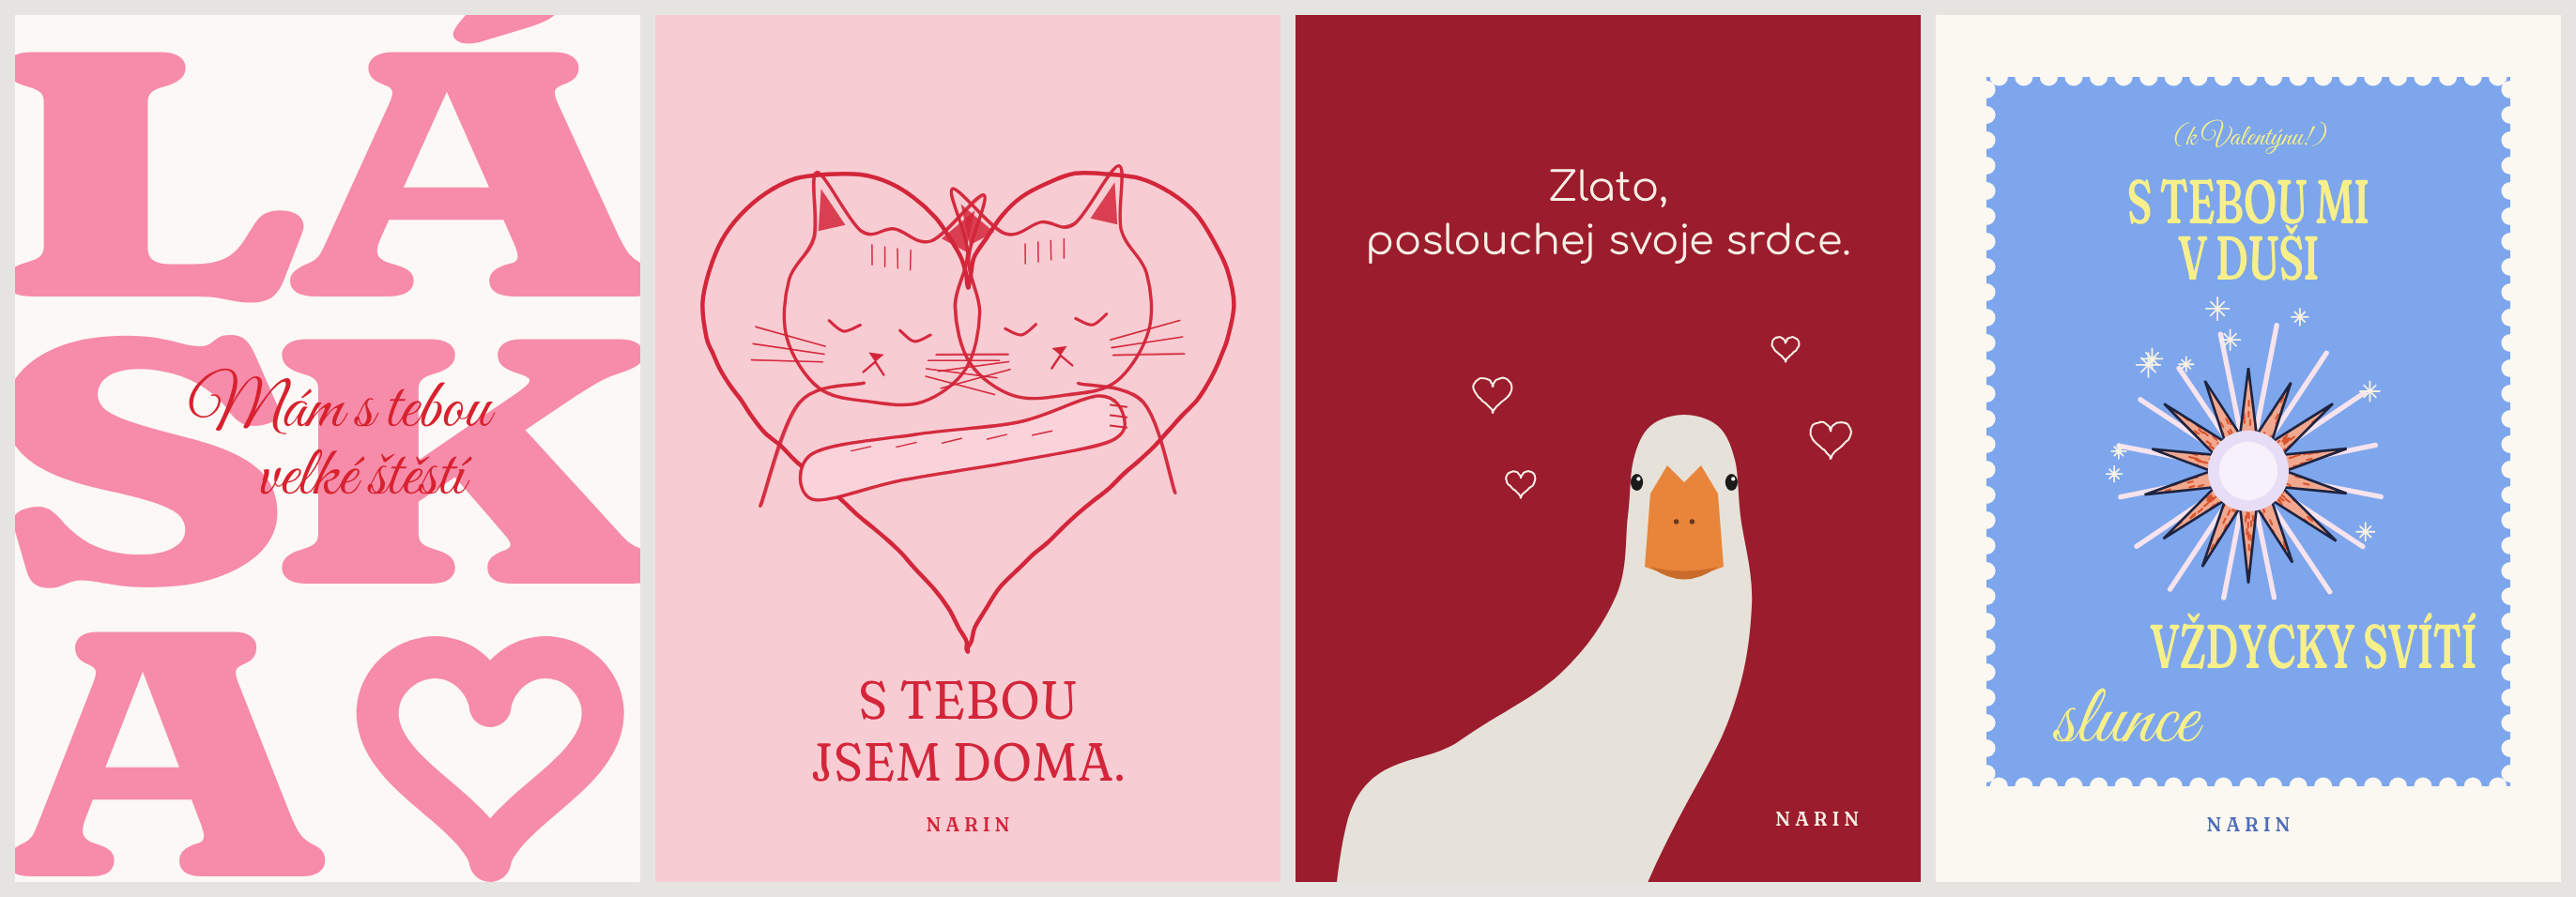 LÁ
SK
A
Mám s tebou
velké štěstí
S TEBOU
JSEM DOMA.
NARIN
Zlato,
poslouchej svoje srdce.
NARIN
(k Valentýnu!)
S TEBOU MI
V DUŠI
VŽDYCKY SVÍTÍ
slunce
NARIN